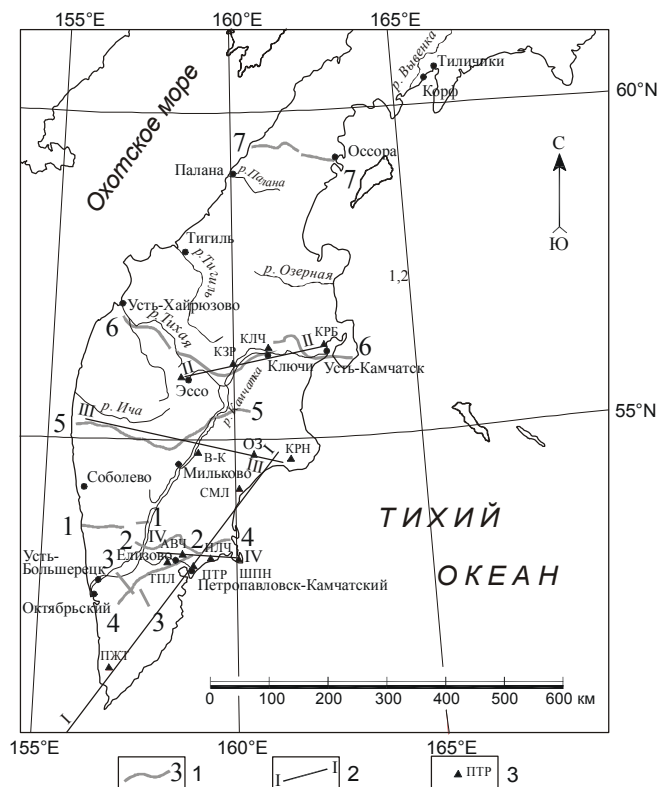 155°E
160°E
165°E
60°N
55°N
Охотское море
р. Вывенка
Тиличики
Корф
7
Оссора
7
Палана
р.Палана
С
Ю
Тигиль
р.Тигиль
р. Озерная
1,2
Усть-Хайрюзово
6
р.Тихая
КЛЧ
КРБ
II
6
КЗР
II
Ключи
Усть-Камчатск
Эссо
р.Камчатка
III
р. Ича
5
5
ОЗ
I
КРН
В-К
III
Мильково
Соболево
СМЛ
ТИХИЙ
ОКЕАН
1
1
2
IV
АВЧ
2
НЛЧ
4
IV
Елизово
Усть-
Большерецк
3
ТПЛ
ПТР
ШПН
Петропавловск-Камчатский
Октябрьский
4
3
ПЖТ
I
0
100
200
300
400
500
600 км
155°E
160°E
165°E
3
1
I
I
2
ПТР
3